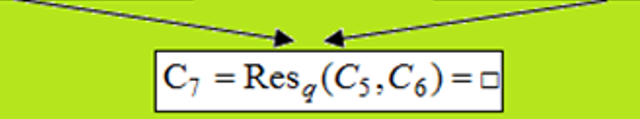 C₇ = Res_q(C₅,C₆) = □